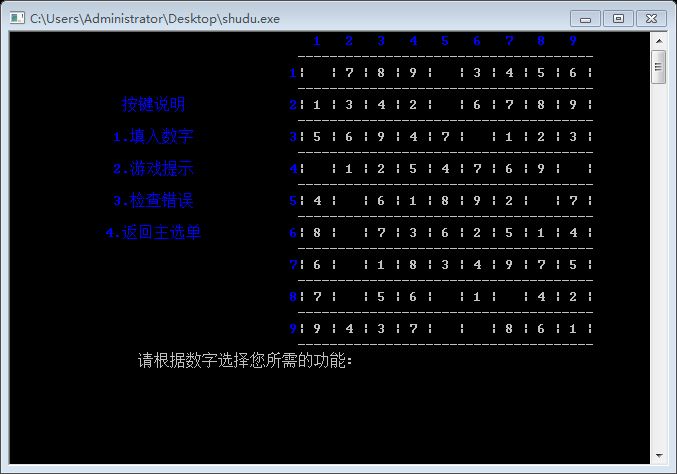 C:\Users\Administrator\Desktop\shudu.exe
1 2 3 4 5 6 7 8 9
1¦   ¦ 7 ¦ 8 ¦ 9 ¦   ¦ 3 ¦ 4 ¦ 5 ¦ 6 ¦
按键说明 2¦ 1 ¦ 3 ¦ 4 ¦ 2 ¦   ¦ 6 ¦ 7 ¦ 8 ¦ 9 ¦
1.填入数字 3¦ 5 ¦ 6 ¦ 9 ¦ 4 ¦ 7 ¦   ¦ 1 ¦ 2 ¦ 3 ¦
2.游戏提示 4¦   ¦ 1 ¦ 2 ¦ 5 ¦ 4 ¦ 7 ¦ 6 ¦ 9 ¦   ¦
3.检查错误 5¦ 4 ¦   ¦ 6 ¦ 1 ¦ 8 ¦ 9 ¦ 2 ¦   ¦ 7 ¦
4.返回主选单 6¦ 8 ¦   ¦ 7 ¦ 3 ¦ 6 ¦ 2 ¦ 5 ¦ 1 ¦ 4 ¦
7¦ 6 ¦   ¦ 1 ¦ 8 ¦ 3 ¦ 4 ¦ 9 ¦ 7 ¦ 5 ¦
8¦ 7 ¦   ¦ 5 ¦ 6 ¦   ¦ 1 ¦   ¦ 4 ¦ 2 ¦
9¦ 9 ¦ 4 ¦ 3 ¦ 7 ¦   ¦   ¦ 8 ¦ 6 ¦ 1 ¦
请根据数字选择您所需的功能: